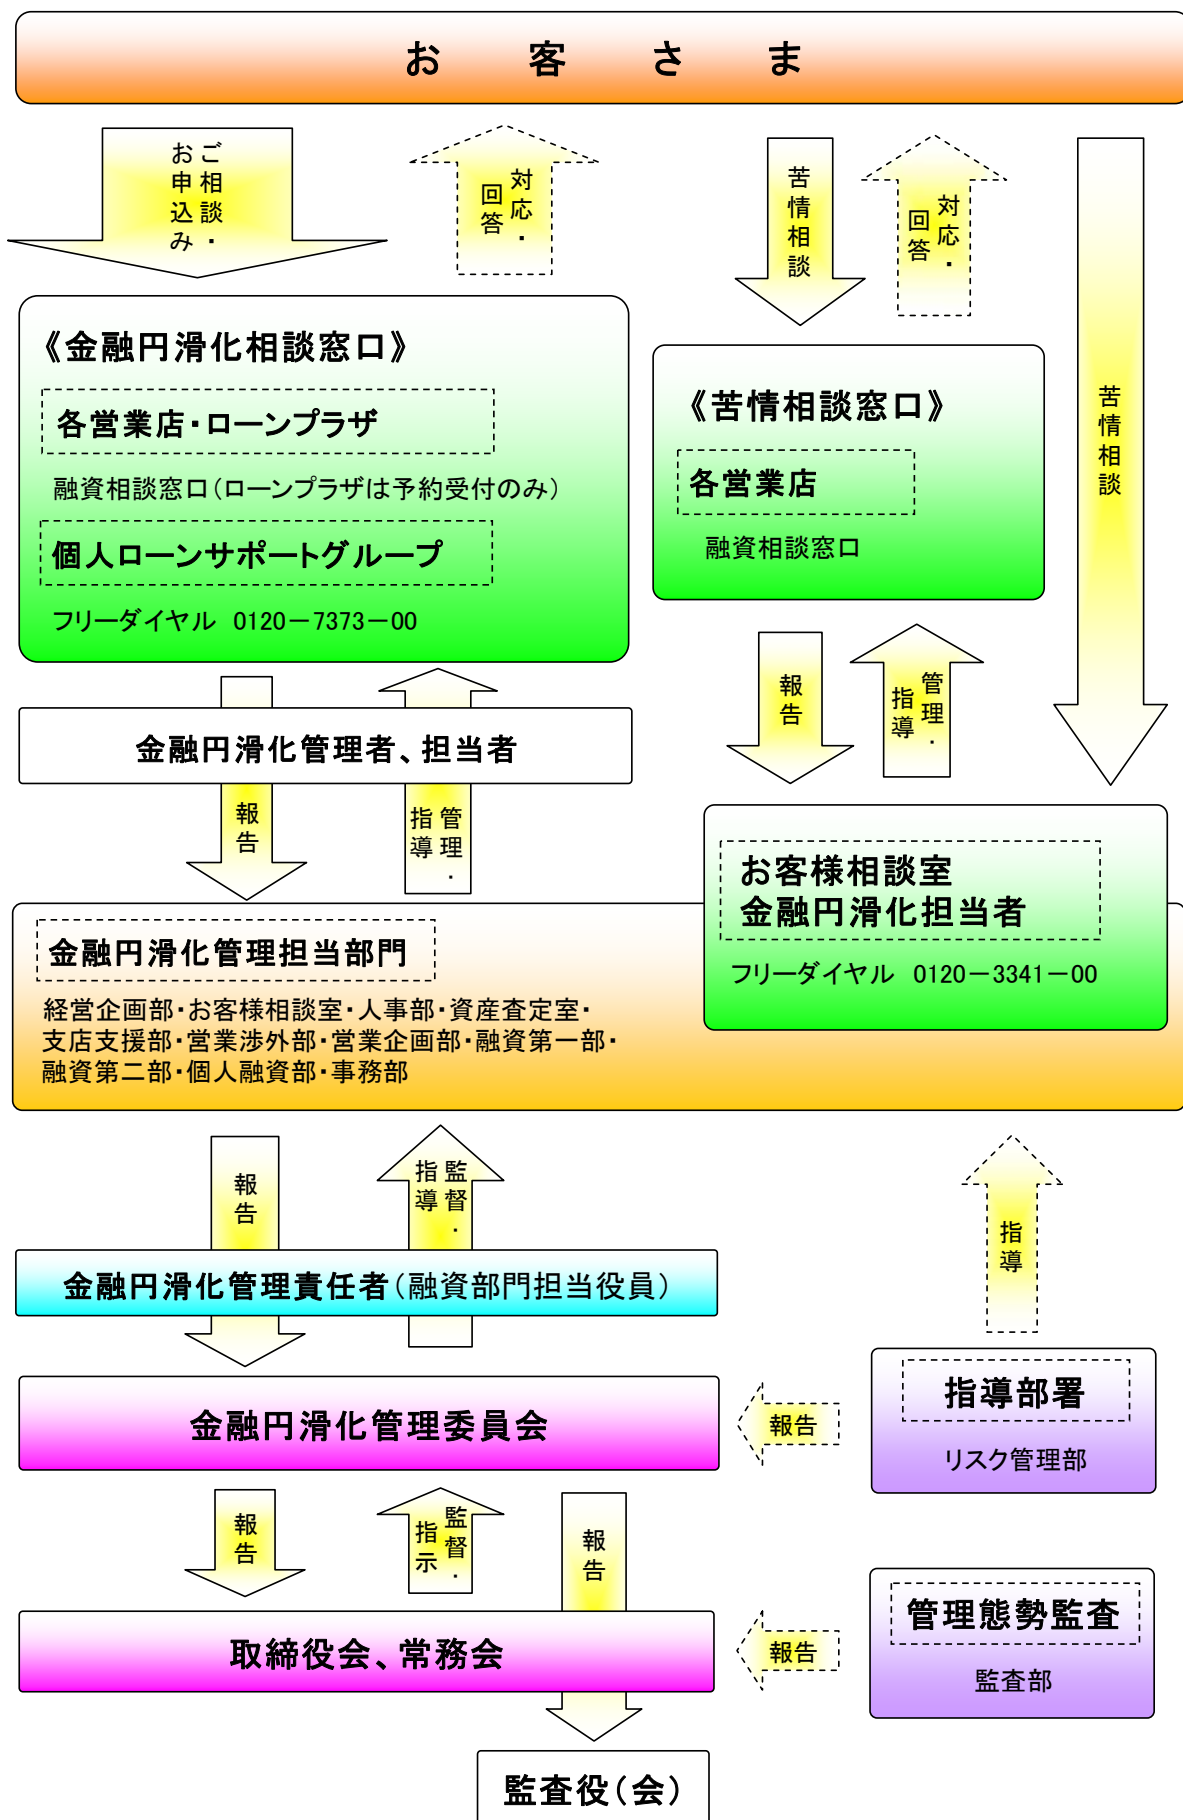 お客さま
ご相談・
お申込み
対応・
回答
苦情相談
対応・
回答
苦情相談
《金融円滑化相談窓口》
各営業店・ローンプラザ
融資相談窓口(ローンプラザは予約受付のみ)
個人ローンサポートグループ
フリーダイヤル 0120－7373－00
《苦情相談窓口》
各営業店
融資相談窓口
報告
管理・
指導
金融円滑化管理者、担当者
報告
管理・
指導
お客様相談室
金融円滑化担当者
フリーダイヤル 0120－3341－00
金融円滑化管理担当部門
経営企画部・お客様相談室・人事部・資産査定室・
支店支援部・営業渉外部・営業企画部・融資第一部・
融資第二部・個人融資部・事務部
報告
監督・
指導
指導
金融円滑化管理責任者(融資部門担当役員)
金融円滑化管理委員会
報告
指導部署
リスク管理部
報告
監督・
指示
報告
取締役会、常務会
報告
管理態勢監査
監査部
監査役(会)